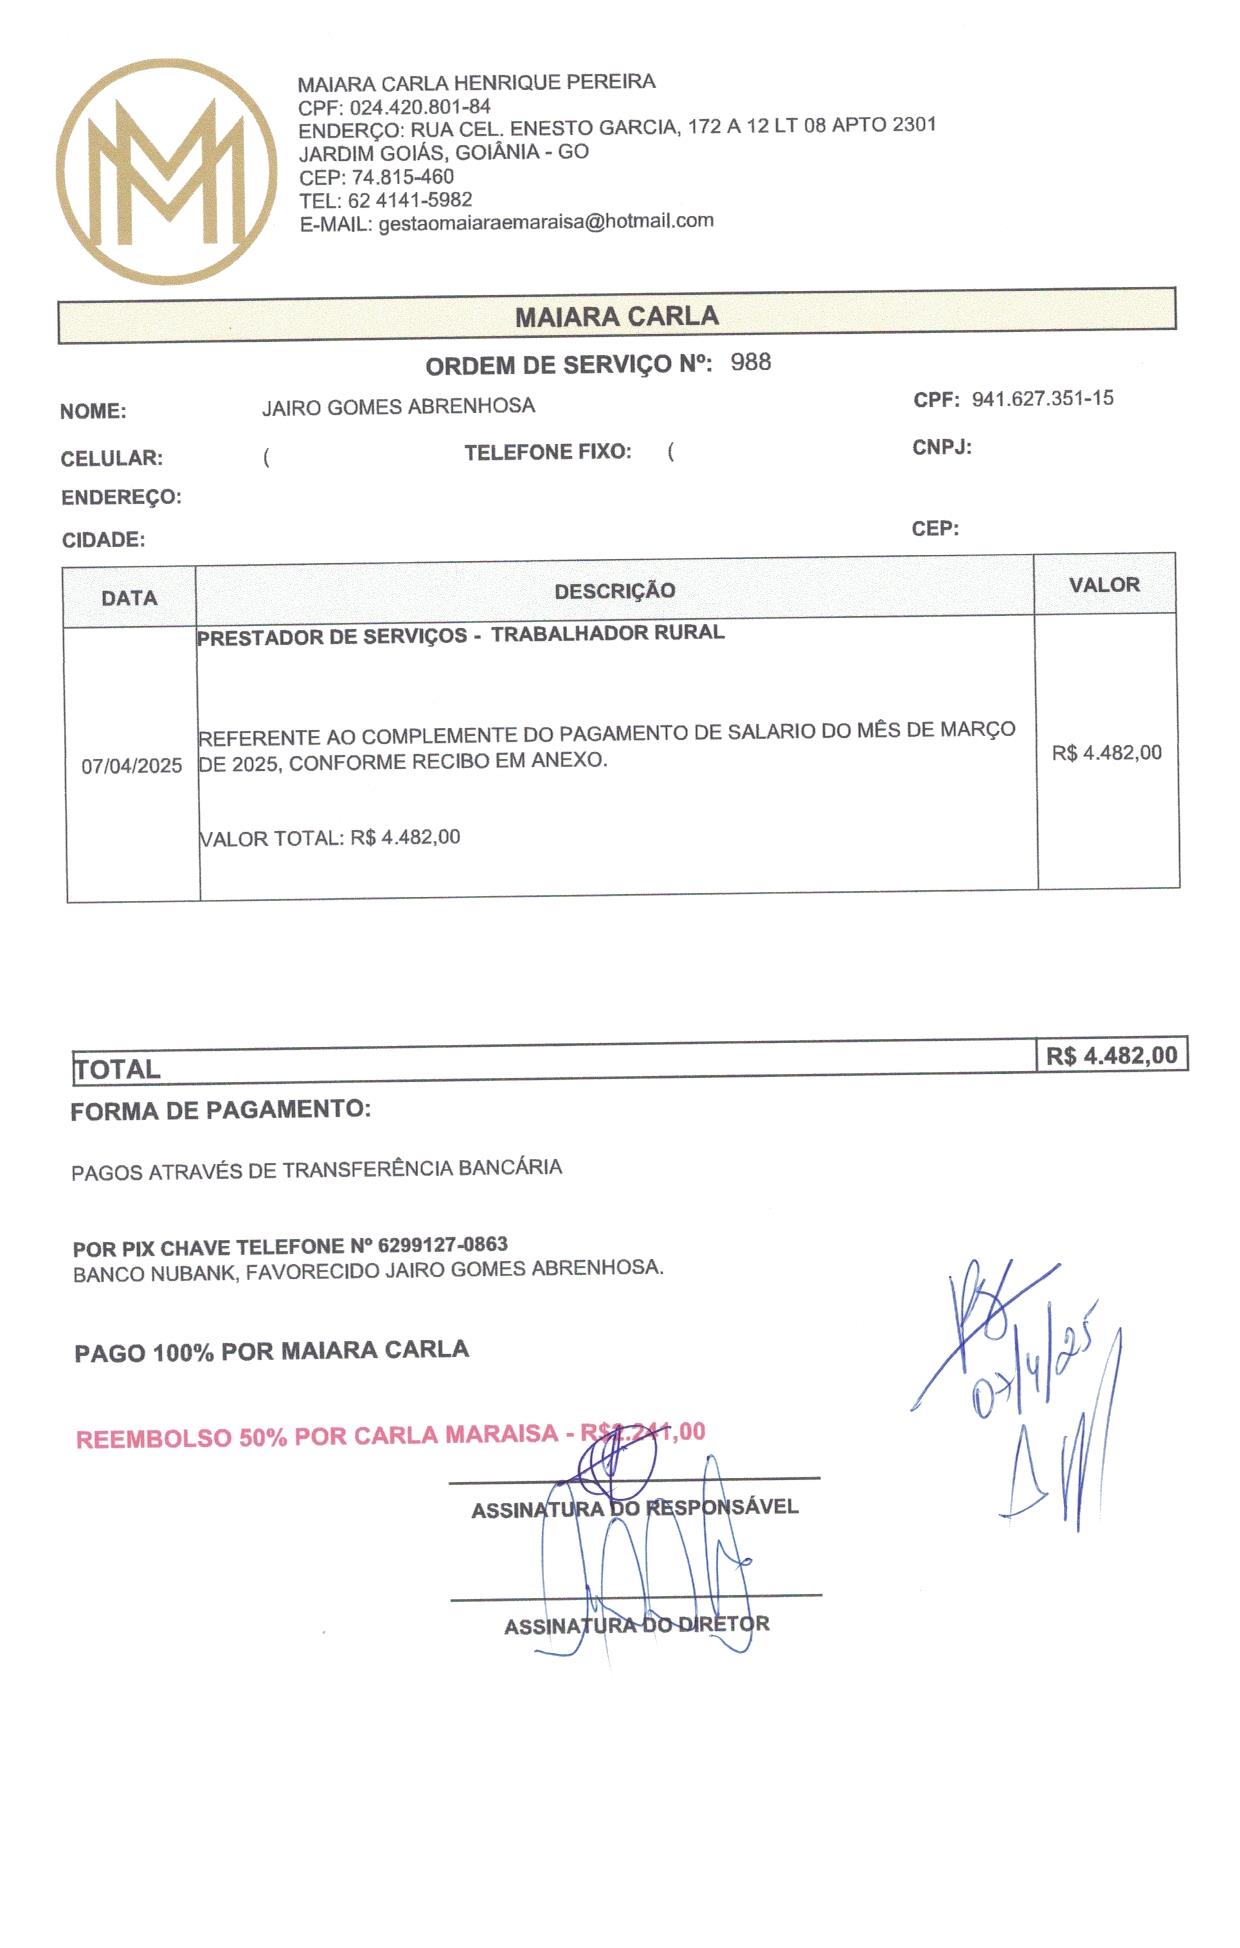 MAIARA CARLA HENRIQUE PEREIRA
CPF: 024.420.801-84
ENDERÇO: RUA CEL. ENESTO GARCIA, 172 A 12 LT 08 APTO 2301
JARDIM GOIÁS, GOIÂNIA - GO
CEP: 74.815-460
TEL: 62 4141-5982
E-MAIL: gestaomaiaraemaraisa@hotmail.com
MAIARA CARLA
ORDEM DE SERVIÇO Nº: 988
NOME: JAIRO GOMES ABRENHOSA CPF: 941.627.351-15
CELULAR: ( TELEFONE FIXO: ( CNPJ:
ENDEREÇO:
CIDADE: CEP:
DATA DESCRIÇÃO VALOR
PRESTADOR DE SERVIÇOS - TRABALHADOR RURAL
REFERENTE AO COMPLEMENTE DO PAGAMENTO DE SALARIO DO MÊS DE MARÇO
07/04/2025 DE 2025, CONFORME RECIBO EM ANEXO. R$ 4.482,00
VALOR TOTAL: R$ 4.482,00
TOTAL R$ 4.482,00
FORMA DE PAGAMENTO:
PAGOS ATRAVÉS DE TRANSFERÊNCIA BANCÁRIA
POR PIX CHAVE TELEFONE Nº 6299127-0863
BANCO NUBANK, FAVORECIDO JAIRO GOMES ABRENHOSA.
PAGO 100% POR MAIARA CARLA
07/4/25
REEMBOLSO 50% POR CARLA MARAISA - R$2.241,00
ASSINATURA DO RESPONSÁVEL
ASSINATURA DO DIRETOR